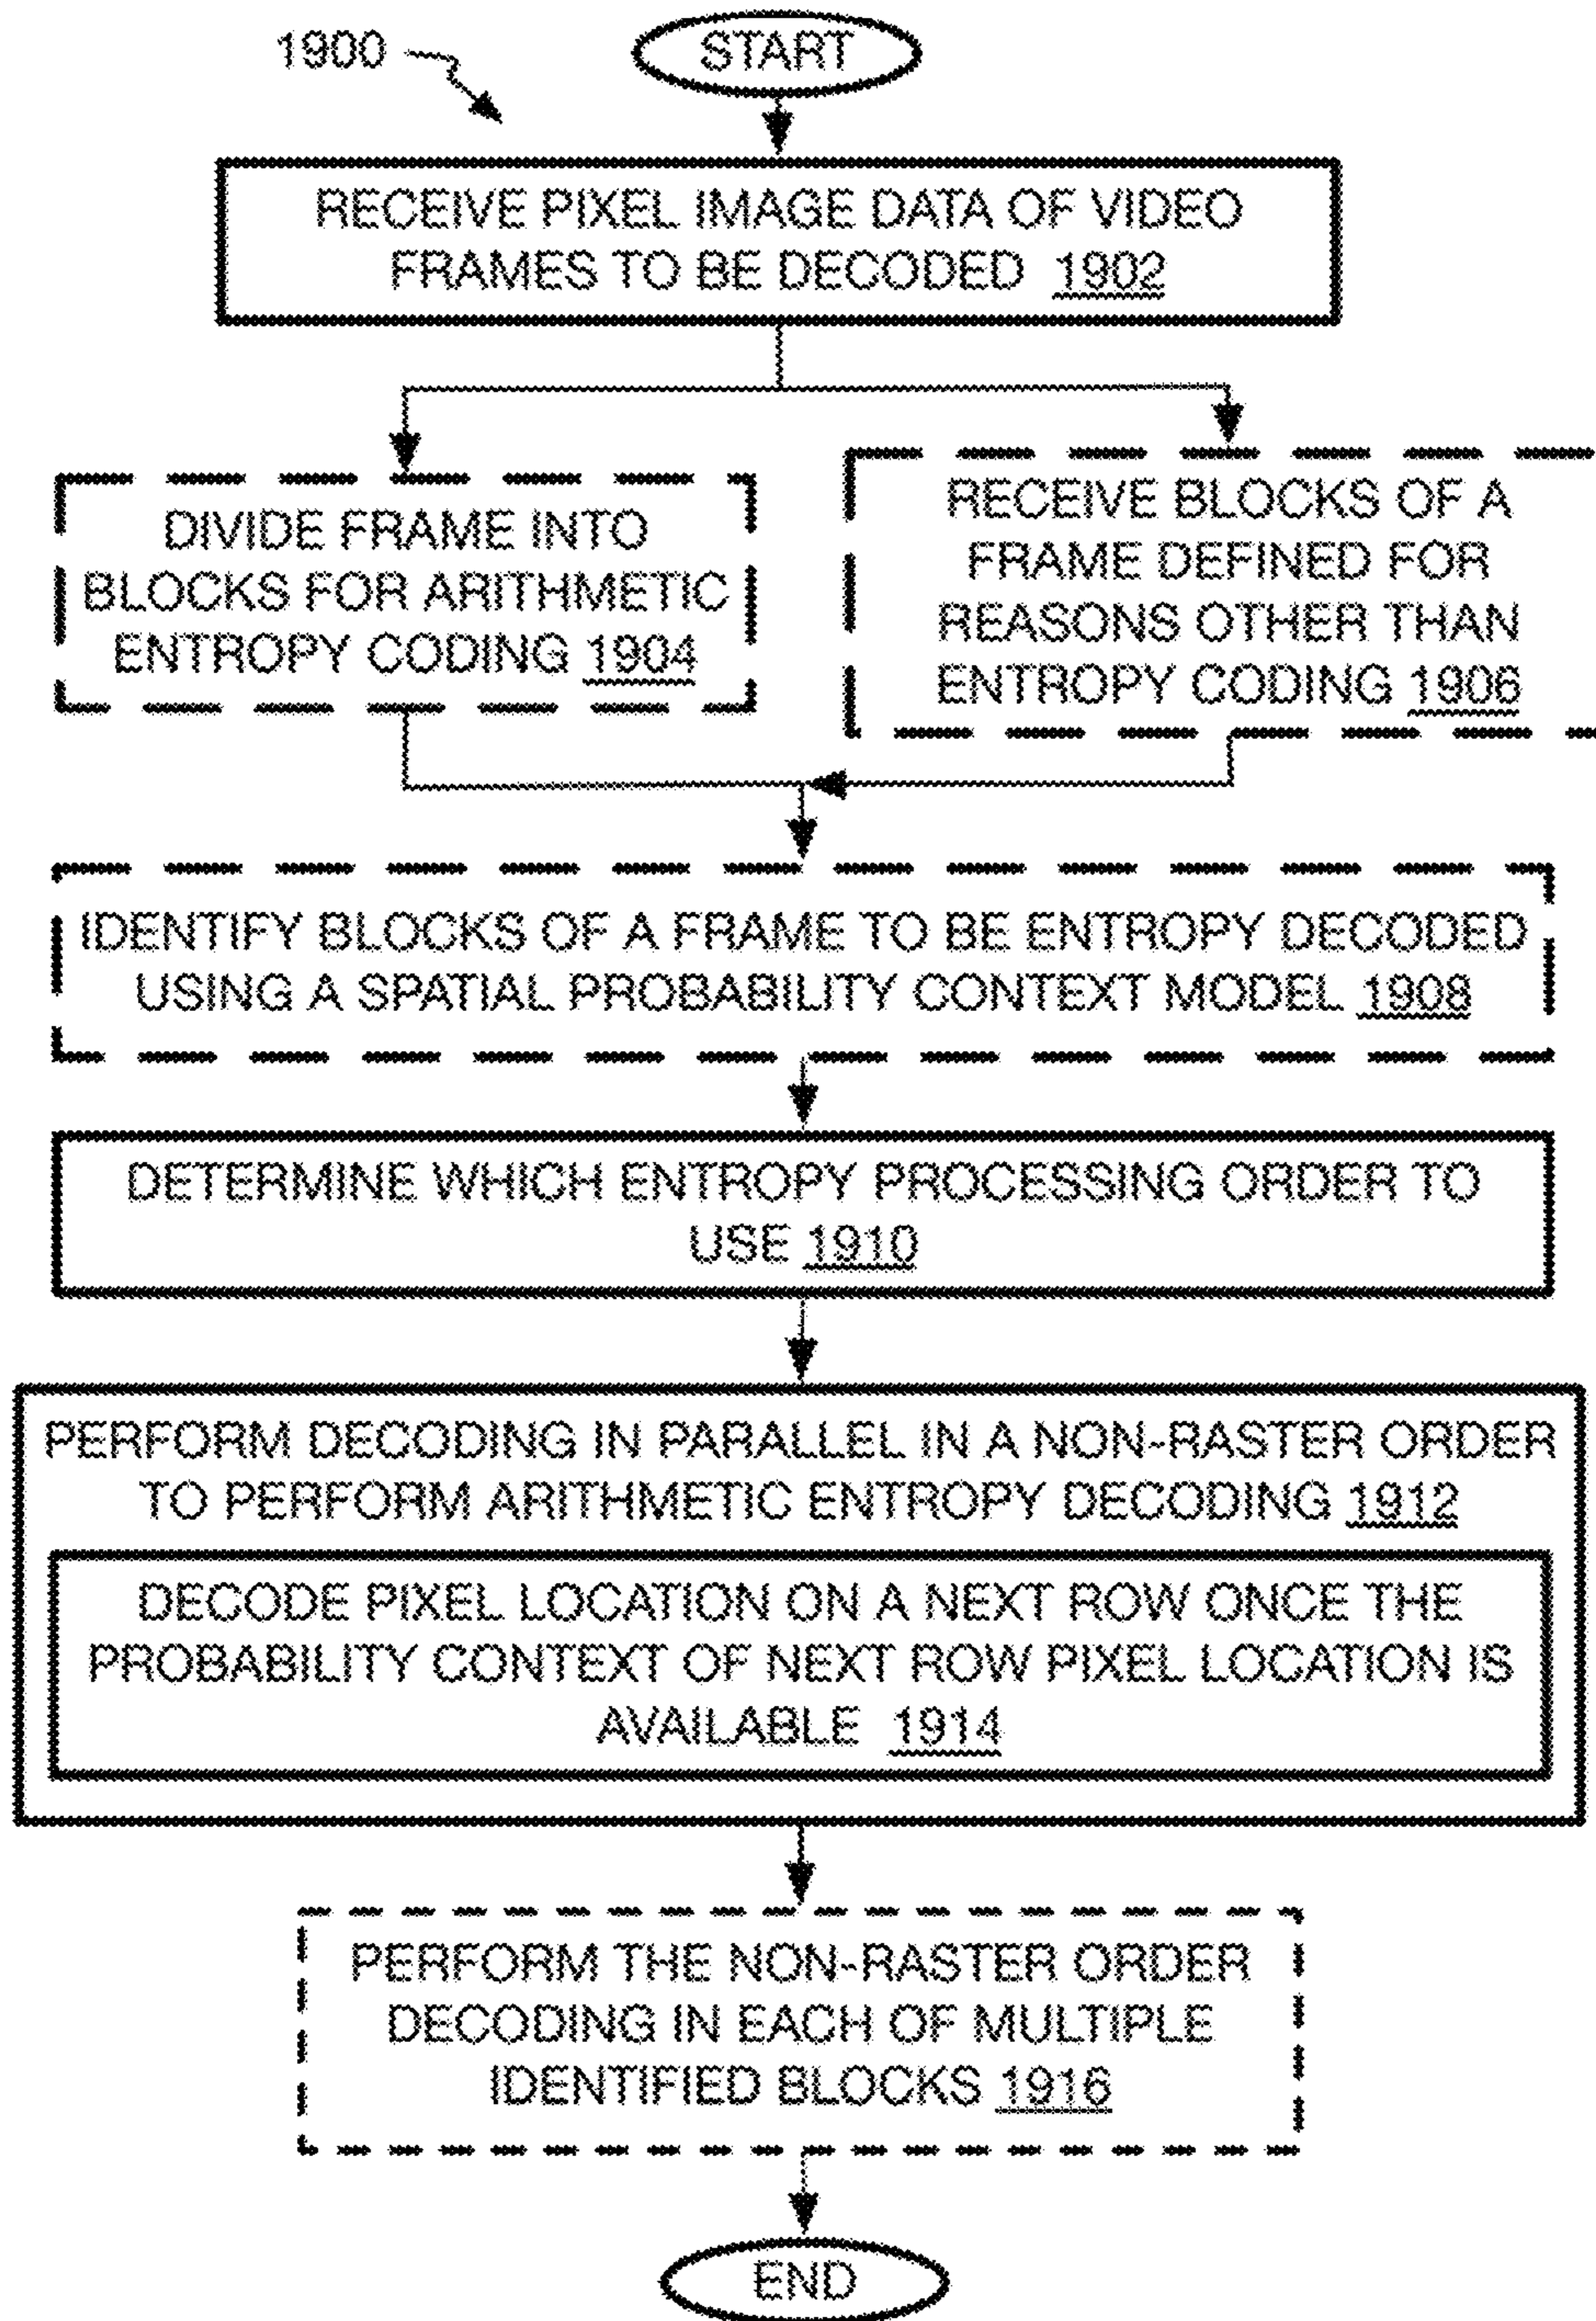 1900
START
RECEIVE PIXEL IMAGE DATA OF VIDEO
FRAMES TO BE DECODED 1902
DIVIDE FRAME INTO
BLOCKS FOR ARITHMETIC
ENTROPY CODING 1904
RECEIVE BLOCKS OF A
FRAME DEFINED FOR
REASONS OTHER THAN
ENTROPY CODING 1906
IDENTIFY BLOCKS OF A FRAME TO BE ENTROPY DECODED
USING A SPATIAL PROBABILITY CONTEXT MODEL 1908
DETERMINE WHICH ENTROPY PROCESSING ORDER TO
USE 1910
PERFORM DECODING IN PARALLEL IN A NON-RASTER ORDER
TO PERFORM ARITHMETIC ENTROPY DECODING 1912
DECODE PIXEL LOCATION ON A NEXT ROW ONCE THE
PROBABILITY CONTEXT OF NEXT ROW PIXEL LOCATION IS
AVAILABLE 1914
PERFORM THE NON-RASTER ORDER
DECODING IN EACH OF MULTIPLE
IDENTIFIED BLOCKS 1916
END